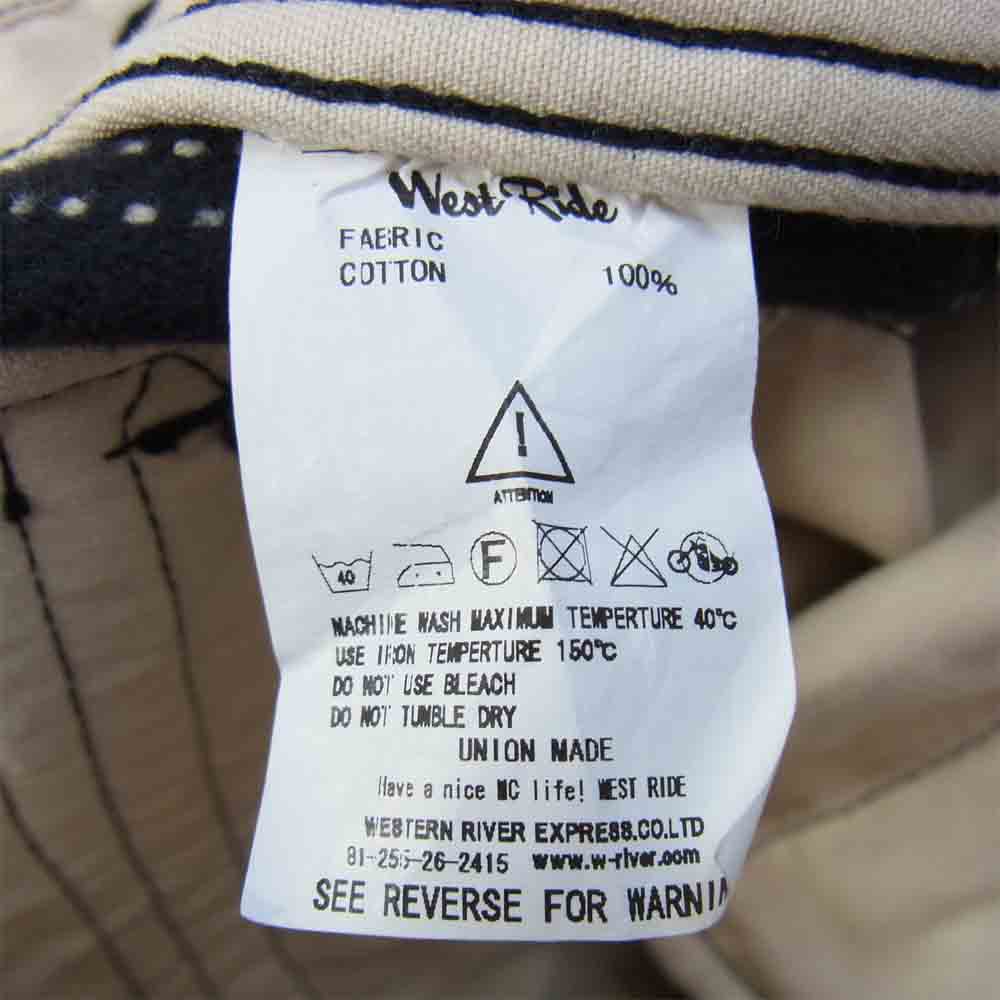 West Ride
FABRIC
COTTON 100%
!
ATTENTION
40 F
MACHINE WASH MAXIMUM TEMPERTURE 40°C
USE IRON TEMPERTURE 150°C
DO NOT USE BLEACH
DO NOT TUMBLE DRY
UNION MADE
Have a nice MC life! WEST RIDE
WESTERN RIVER EXPRESS.CO.LTD
81-255-26-2415 www.w-river.com
SEE REVERSE FOR WARNIN